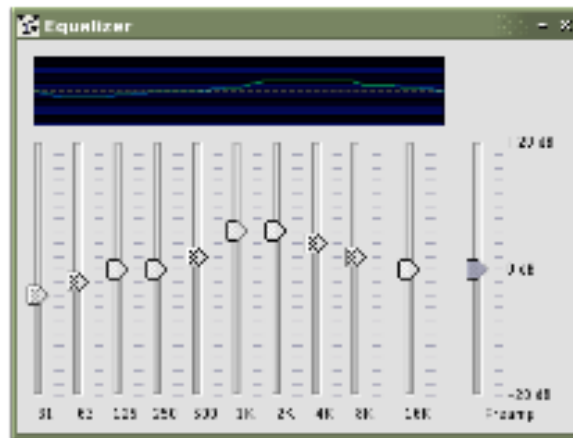 Equalizer
+20 dB
0 dB
-20 dB
31 63 125 250 500 1K 2K 4K 8K 16K Preamp